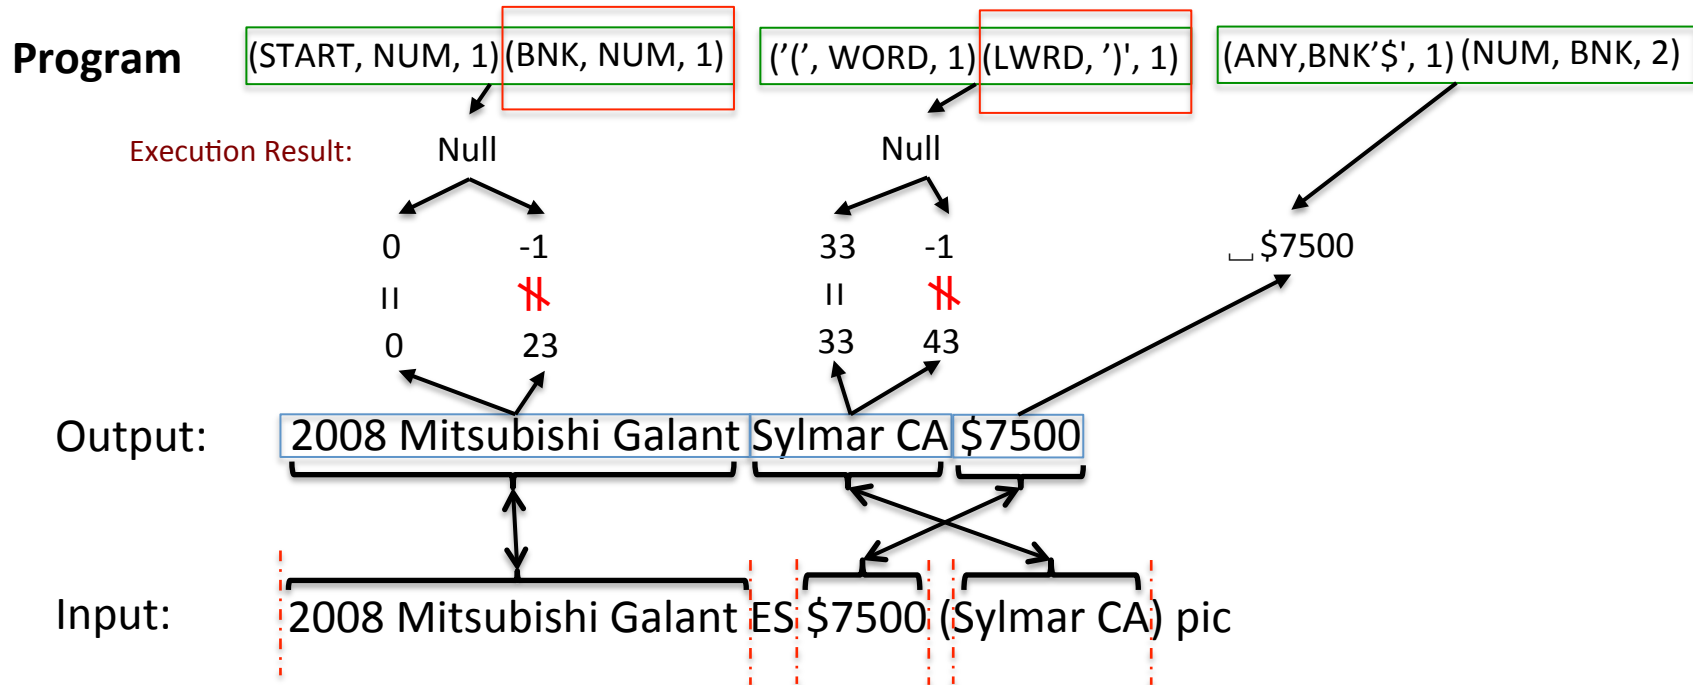 Program (START, NUM, 1) (BNK, NUM, 1) ('(', WORD, 1) (LWRD, ')', 1) (ANY,BNK'$', 1) (NUM, BNK, 2)
Execution Result: Null Null
0 -1 33 -1 ␣$7500
= ≠ = ≠
0 23 33 43
Output: 2008 Mitsubishi Galant Sylmar CA $7500
Input: 2008 Mitsubishi Galant ES $7500 (Sylmar CA) pic